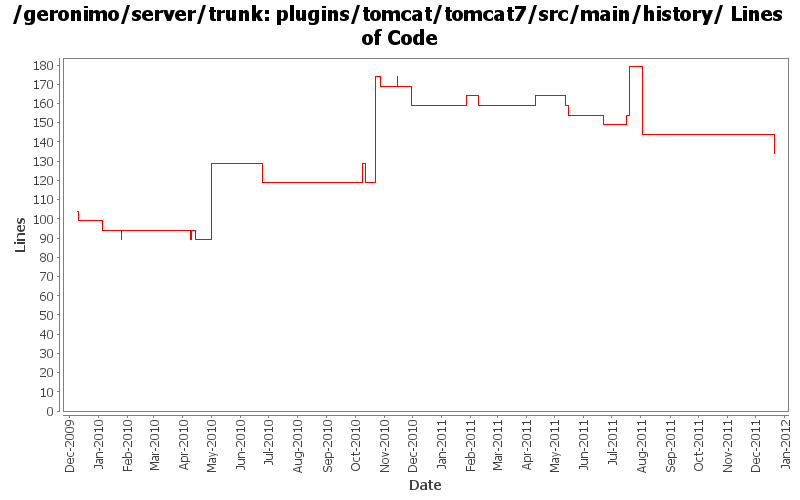 /geronimo/server/trunk: plugins/tomcat/tomcat7/src/main/history/ Lines
of Code
180
170
160
150
140
130
120
110
100
90
80
70
60
50
40
30
20
10
0
Lines
Dec-2009
Jan-2010
Feb-2010
Mar-2010
Apr-2010
May-2010
Jun-2010
Jul-2010
Aug-2010
Sep-2010
Oct-2010
Nov-2010
Dec-2010
Jan-2011
Feb-2011
Mar-2011
Apr-2011
May-2011
Jun-2011
Jul-2011
Aug-2011
Sep-2011
Oct-2011
Nov-2011
Dec-2011
Jan-2012
Date